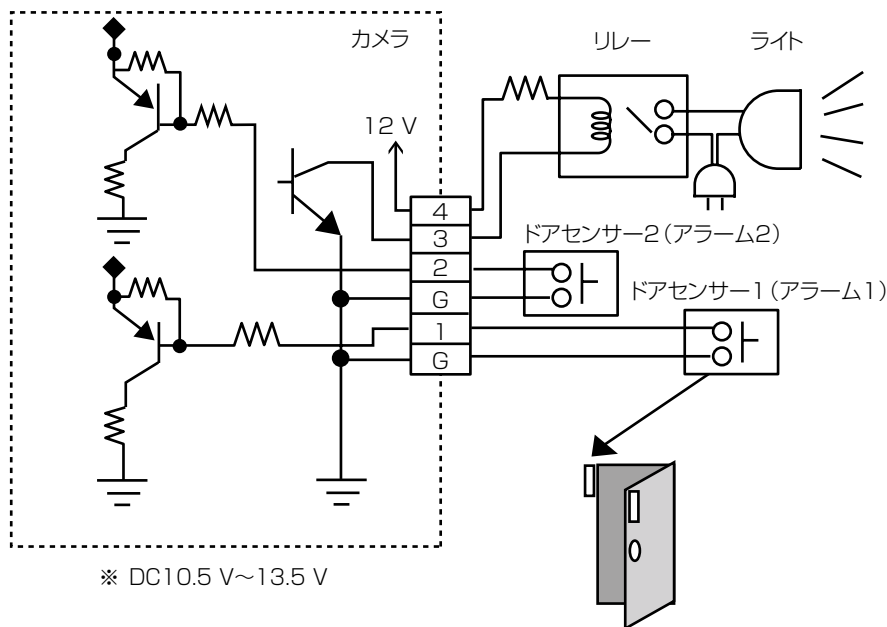 カメラ
リレー
ライト
12 V
4
3
2
G
1
G
ドアセンサー2(アラーム2)
ドアセンサー1(アラーム1)
※ DC10.5 V~13.5 V